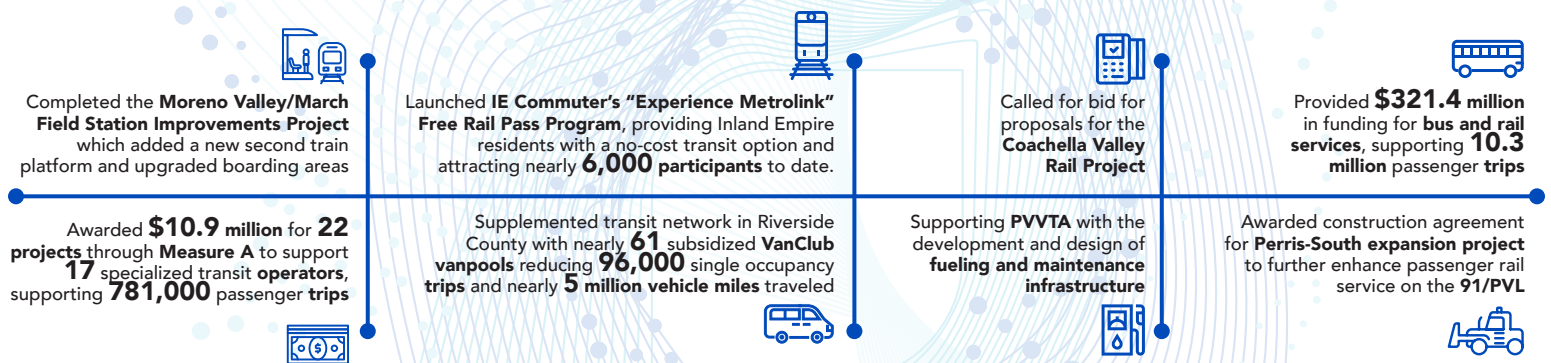 Completed the Moreno Valley/March
Field Station Improvements Project
which added a new second train
platform and upgraded boarding areas
Launched IE Commuter's "Experience Metrolink"
Free Rail Pass Program, providing Inland Empire
residents with a no-cost transit option and
attracting nearly 6,000 participants to date.
Called for bid for
proposals for the
Coachella Valley
Rail Project
Provided $321.4 million
in funding for bus and rail
services, supporting 10.3
million passenger trips
Awarded $10.9 million for 22
projects through Measure A to support
17 specialized transit operators,
supporting 781,000 passenger trips
Supplemented transit network in Riverside
County with nearly 61 subsidized VanClub
vanpools reducing 96,000 single occupancy
trips and nearly 5 million vehicle miles traveled
Supporting PVVTA with the
development and design of
fueling and maintenance
infrastructure
Awarded construction agreement
for Perris-South expansion project
to further enhance passenger rail
service on the 91/PVL